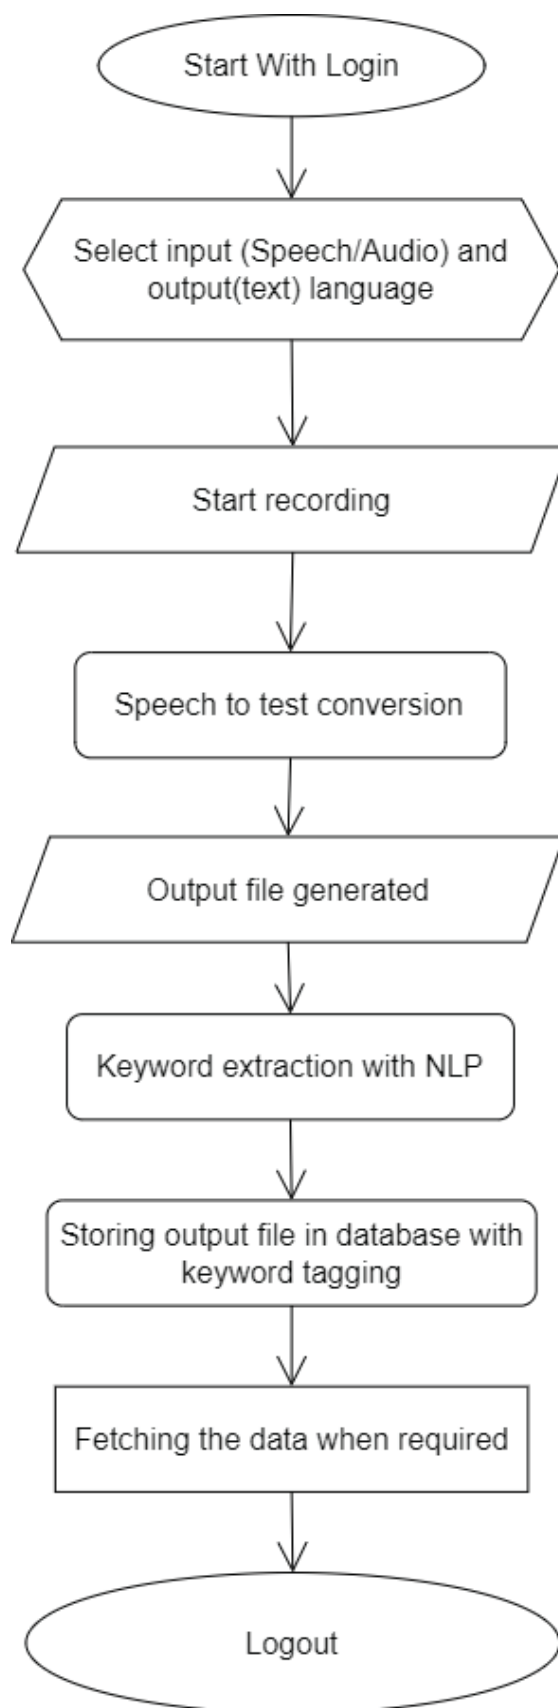 Start With Login
Select input (Speech/Audio) and
output(text) language
Start recording
Speech to test conversion
Output file generated
Keyword extraction with NLP
Storing output file in database with
keyword tagging
Fetching the data when required
Logout